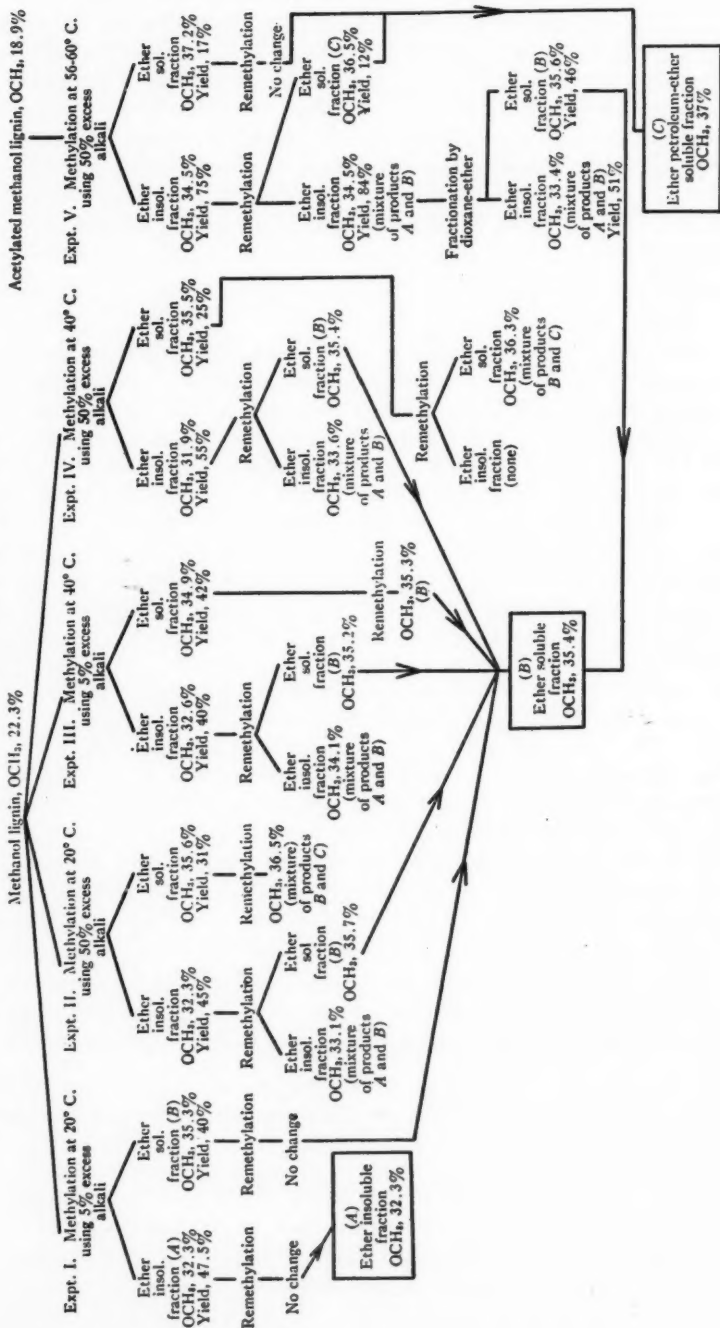 Methanol lignin, OCH₃, 22.3%
Acetylated methanol lignin, OCH₃, 18.9%
Expt. I. Methylation at 20° C.
using 5% excess
alkali
Ether
insol.
fraction (A)
OCH₃, 32.3%
Yield, 47.5%
Remethylation
No change
(A)
Ether insoluble
fraction
OCH₃, 32.3%
Ether
sol.
fraction (B)
OCH₃, 35.3%
Yield, 40%
Remethylation
No change
Expt. II. Methylation at 20° C.
using 50% excess
alkali
Ether
insol.
fraction
OCH₃, 32.3%
Yield, 45%
Remethylation
Ether
insol.
fraction
OCH₃, 33.1%
(mixture
of products
A and B)
Ether
sol.
fraction
(B)
OCH₃, 35.7%
Ether
sol.
fraction
OCH₃, 35.6%
Yield, 31%
Remethylation
OCH₃, 36.5%
(mixture)
of products
B and C)
Expt. III. Methylation at 40° C.
using 5% excess
alkali
Ether
insol.
fraction
OCH₃, 32.6%
Yield, 40%
Remethylation
Ether
insol.
fraction
OCH₃, 34.1%
(mixture
of products
A and B)
Ether
sol.
fraction
(B)
OCH₃, 35.2%
Ether
sol.
fraction
OCH₃, 34.9%
Yield, 42%
Remethylation
OCH₃, 35.3%
(B)
(B)
Ether soluble
fraction
OCH₃, 35.4%
Expt. IV. Methylation at 40° C.
using 50% excess
alkali
Ether
insol.
fraction
OCH₃, 31.9%
Yield, 55%
Remethylation
Ether
insol.
fraction
OCH₃, 33.6%
(mixture
of products
A and B)
Ether
sol.
fraction (B)
OCH₃, 35.4%
Ether
sol.
fraction
OCH₃, 35.5%
Yield, 25%
Remethylation
Ether
insol.
fraction
(none)
Ether
sol.
fraction
OCH₃, 36.3%
(mixture
of products
B and C)
Expt. V. Methylation at 56-60° C.
using 50% excess
alkali
Ether
insol.
fraction
OCH₃, 34.5%
Yield, 75%
Remethylation
Ether
insol.
fraction
OCH₃, 34.5%
Yield, 84%
(mixture
of products
A and B)
Fractionation by
dioxane-ether
Ether
insol.
fraction
OCH₃, 33.4%
(mixture
of products
A and B)
Yield, 51%
Ether
sol.
fraction (B)
OCH₃, 35.6%
Yield, 46%
Ether
sol.
fraction
OCH₃, 37.2%
Yield, 17%
Remethylation
No change
Ether
sol.
fraction (C)
OCH₃, 36.5%
Yield, 12%
(C)
Ether petroleum-ether
soluble fraction
OCH₃, 37%